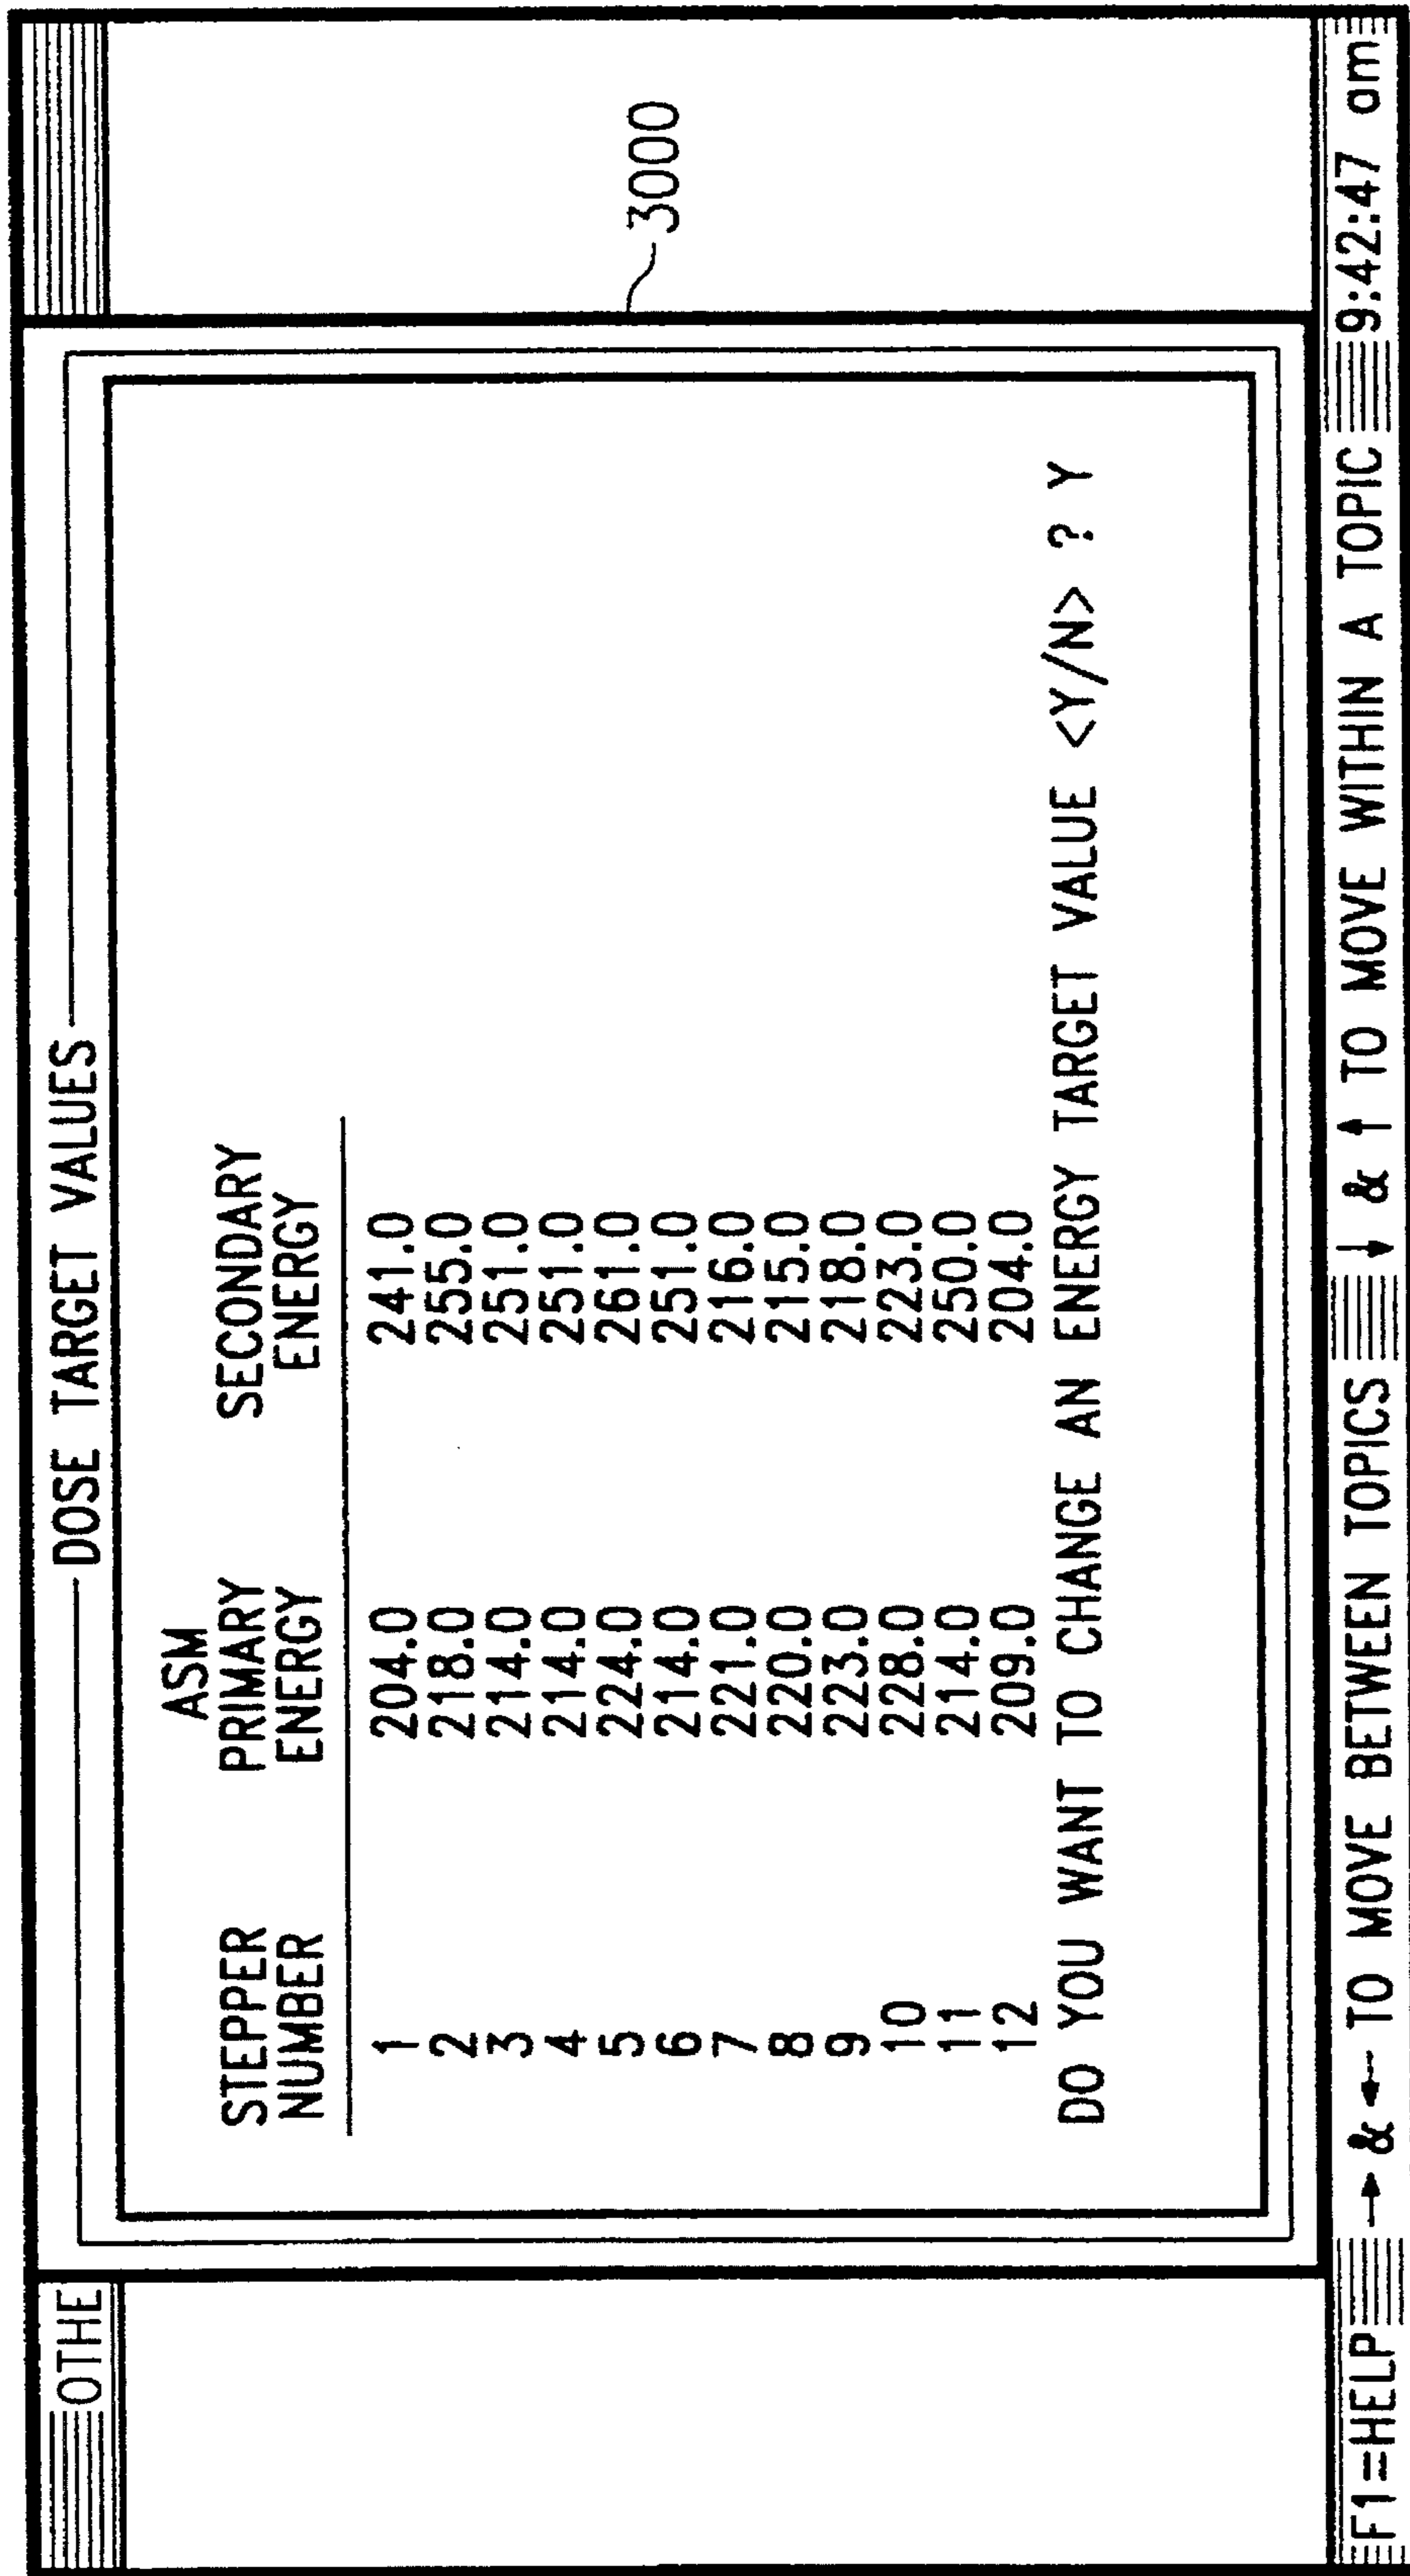 OTHE
DOSE TARGET VALUES
ASM
STEPPER PRIMARY SECONDARY
NUMBER ENERGY ENERGY
1 204.0 241.0
2 218.0 255.0
3 214.0 251.0
4 214.0 251.0
5 224.0 261.0
6 214.0 251.0
7 221.0 216.0
8 220.0 215.0
9 223.0 218.0
10 228.0 223.0
11 214.0 250.0
12 209.0 204.0
DO YOU WANT TO CHANGE AN ENERGY TARGET VALUE <Y/N> ? Y
3000
F1=HELP → & ← TO MOVE BETWEEN TOPICS ↓ & ↑ TO MOVE WITHIN A TOPIC 9:42:47 am